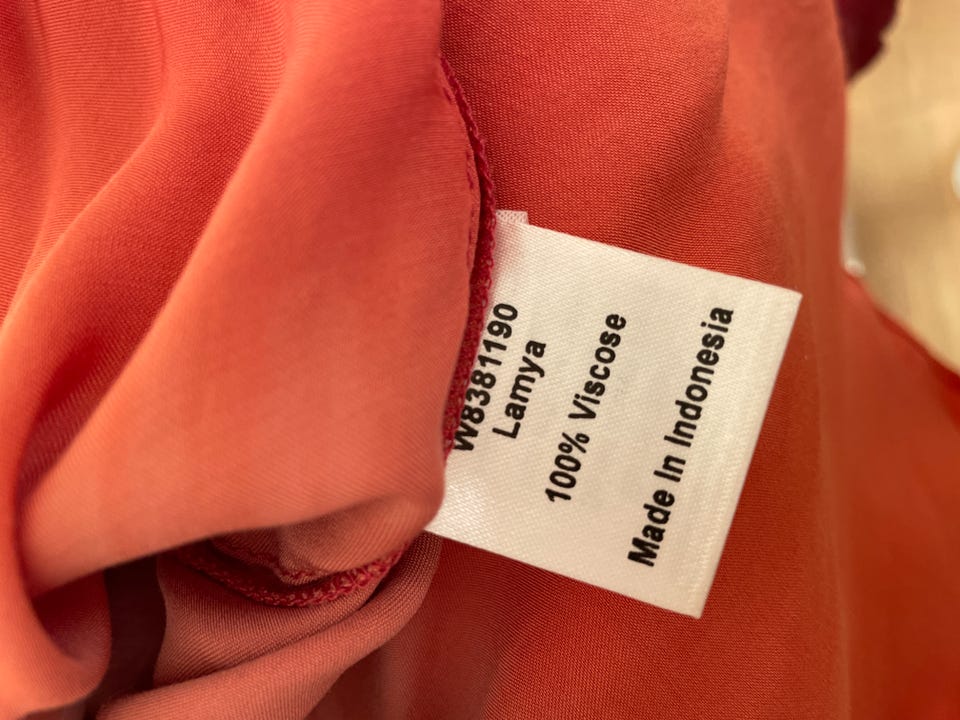 W8381190
Lamya
100% Viscose
Made In Indonesia